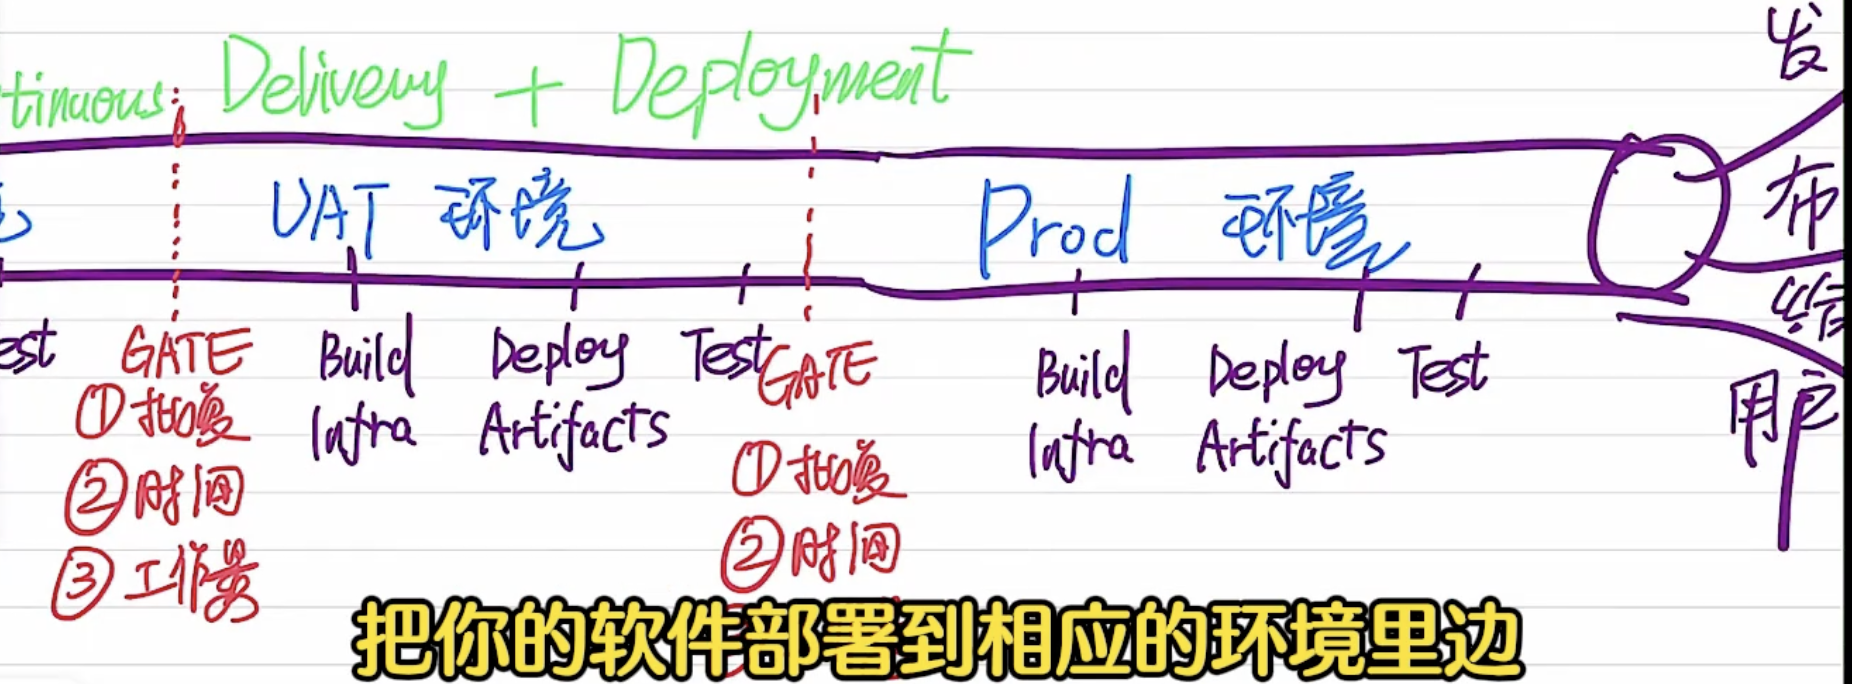 tinuous: Delivery + Deployment
发
布
给
用户
UAT 环境
Prod 环境
est
GATE
①批复
②时间
③工作量
Build
Infra
Deploy
Artifacts
Test
GATE
①批复
②时间
Build
Infra
Deploy
Artifacts
Test
把你的软件部署到相应的环境里边